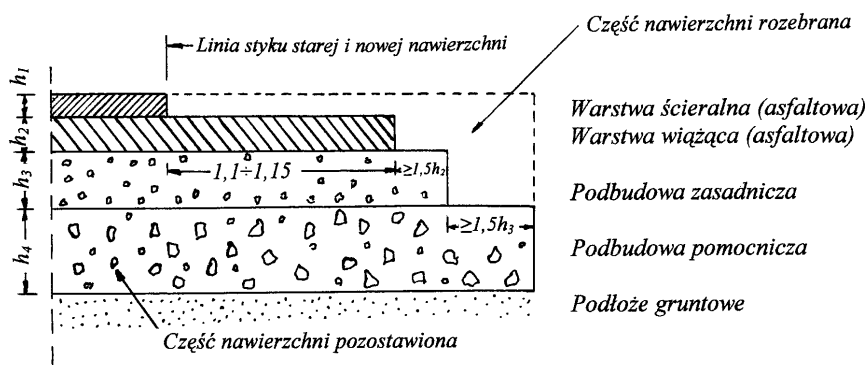 Linia styku starej i nowej nawierzchni
Część nawierzchni rozebrana
h₁
h₂
h₃
h₄
Warstwa ścieralna (asfaltowa)
Warstwa wiążąca (asfaltowa)
1,1÷1,15
≥1,5h₂
Podbudowa zasadnicza
≥1,5h₃
Podbudowa pomocnicza
Podłoże gruntowe
Część nawierzchni pozostawiona